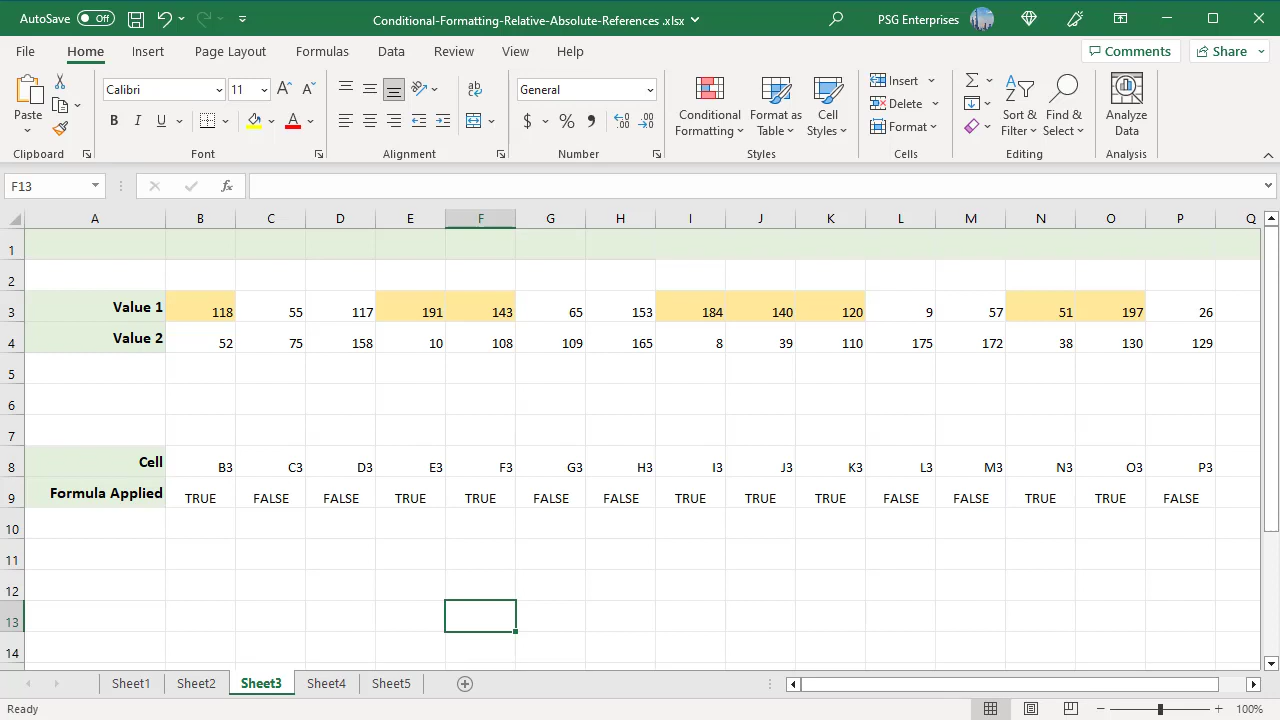 AutoSave Off Conditional-Formatting-Relative-Absolute-References .xlsx PSG Enterprises
File Home Insert Page Layout Formulas Data Review View Help Comments Share
Paste
Calibri 11
B I U A
ab
General
$ % 9
Conditional Formatting
Format as Table
Cell Styles
Insert
Delete
Format
Sort & Filter
Find & Select
Analyze Data
Clipboard Font Alignment Number Styles Cells Editing Analysis
F13 fx
A B C D E F G H I J K L M N O P Q
1
2
3 Value 1 118 55 117 191 143 65 153 184 140 120 9 57 51 197 26
4 Value 2 52 75 158 10 108 109 165 8 39 110 175 172 38 130 129
5
6
7
8 Cell B3 C3 D3 E3 F3 G3 H3 I3 J3 K3 L3 M3 N3 O3 P3
9 Formula Applied TRUE FALSE FALSE TRUE TRUE FALSE FALSE TRUE TRUE TRUE FALSE FALSE TRUE TRUE FALSE
10
11
12
13
14
Sheet1 Sheet2 Sheet3 Sheet4 Sheet5
Ready 100%